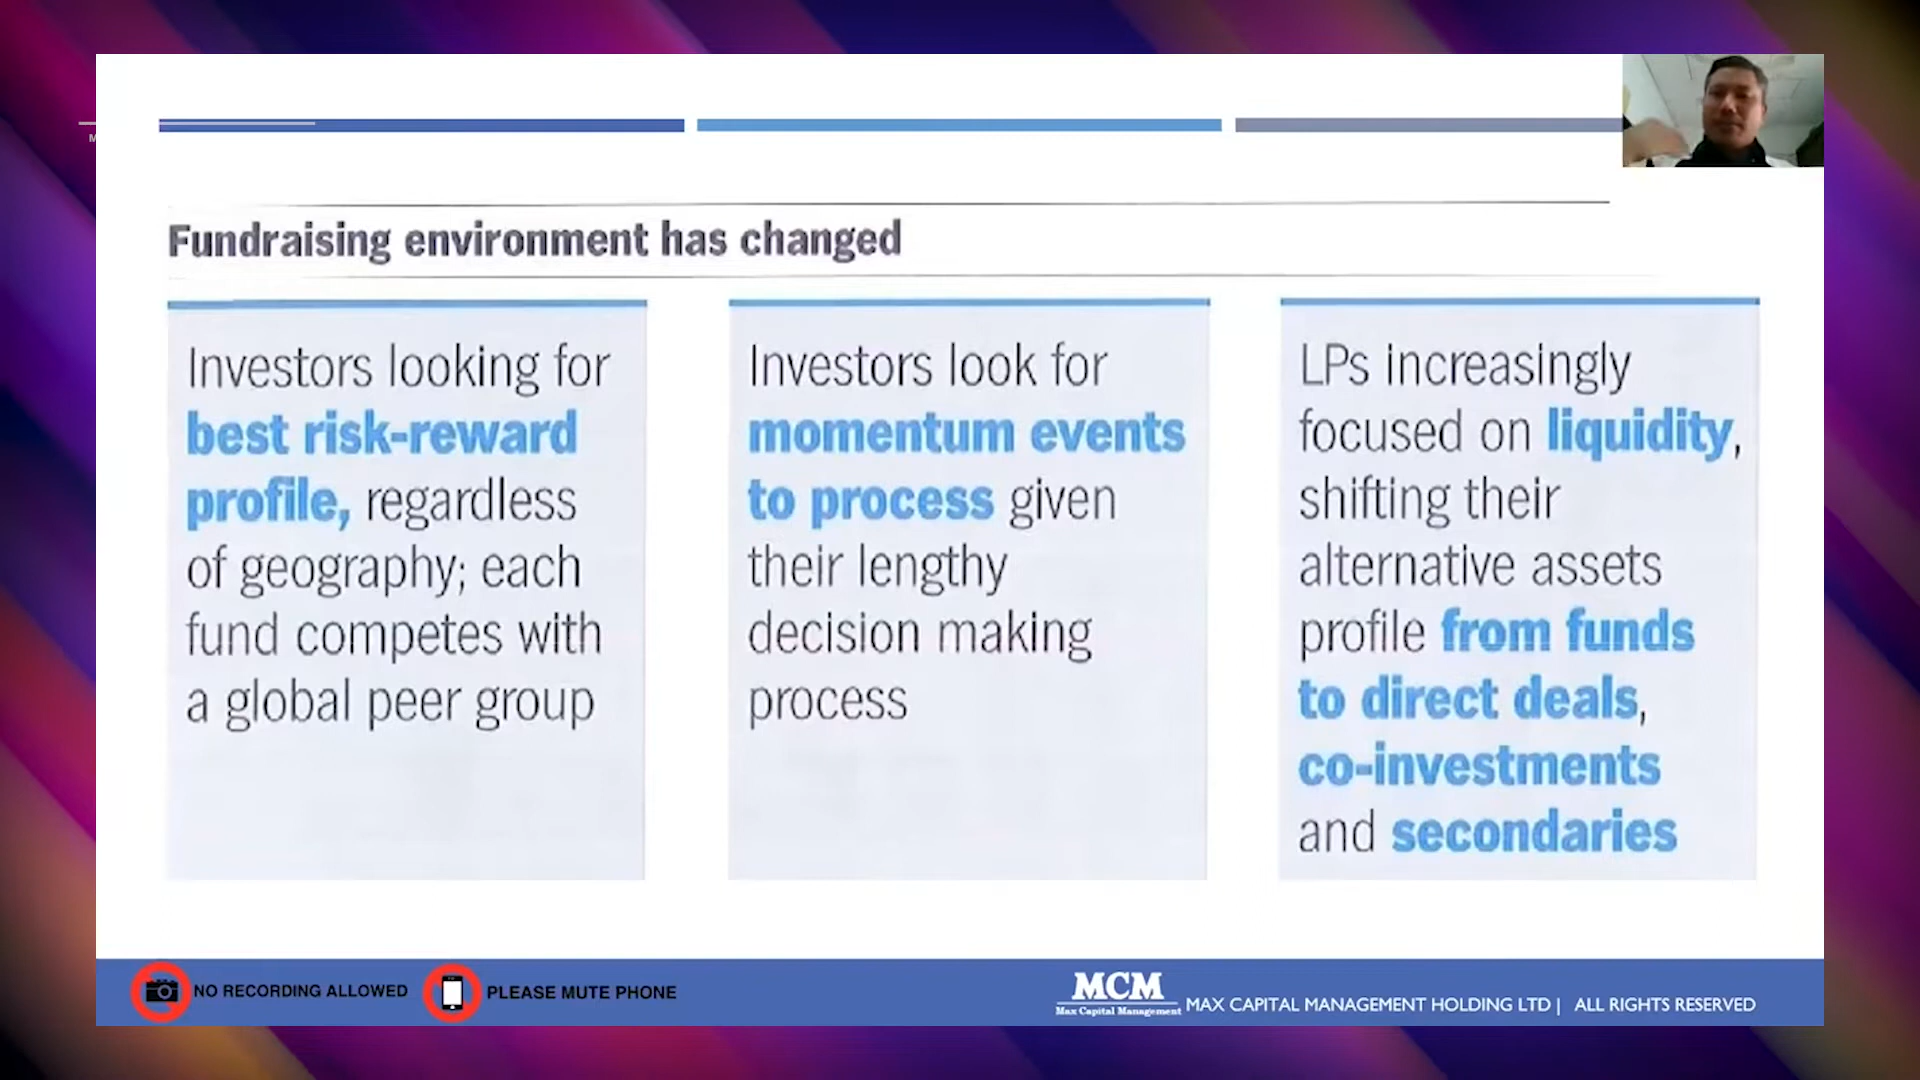 M
Fundraising environment has changed
Investors looking for
best risk-reward
profile, regardless
of geography; each
fund competes with
a global peer group
Investors look for
momentum events
to process given
their lengthy
decision making
process
LPs increasingly
focused on liquidity,
shifting their
alternative assets
profile from funds
to direct deals,
co-investments
and secondaries
NO RECORDING ALLOWED
PLEASE MUTE PHONE
MCM
Max Capital Management
MAX CAPITAL MANAGEMENT HOLDING LTD | ALL RIGHTS RESERVED